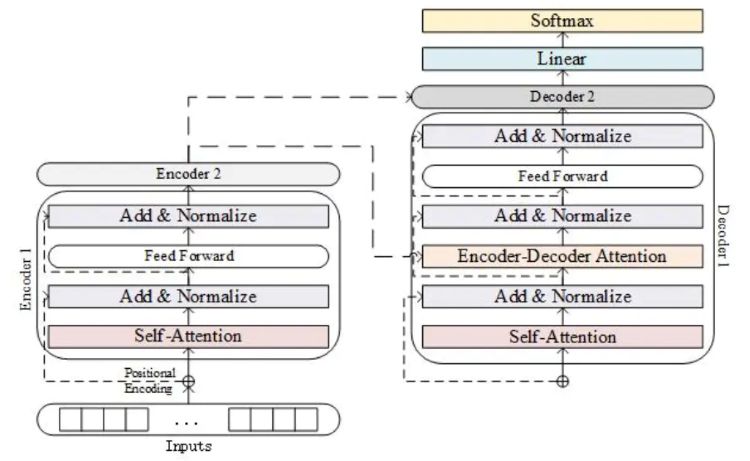 Softmax
Linear
Decoder 2
Add & Normalize
Feed Forward
Add & Normalize
Encoder-Decoder Attention
Add & Normalize
Self-Attention
Decoder 1
Encoder 2
Add & Normalize
Feed Forward
Add & Normalize
Self-Attention
Encoder 1
Positional
Encoding
...
Inputs